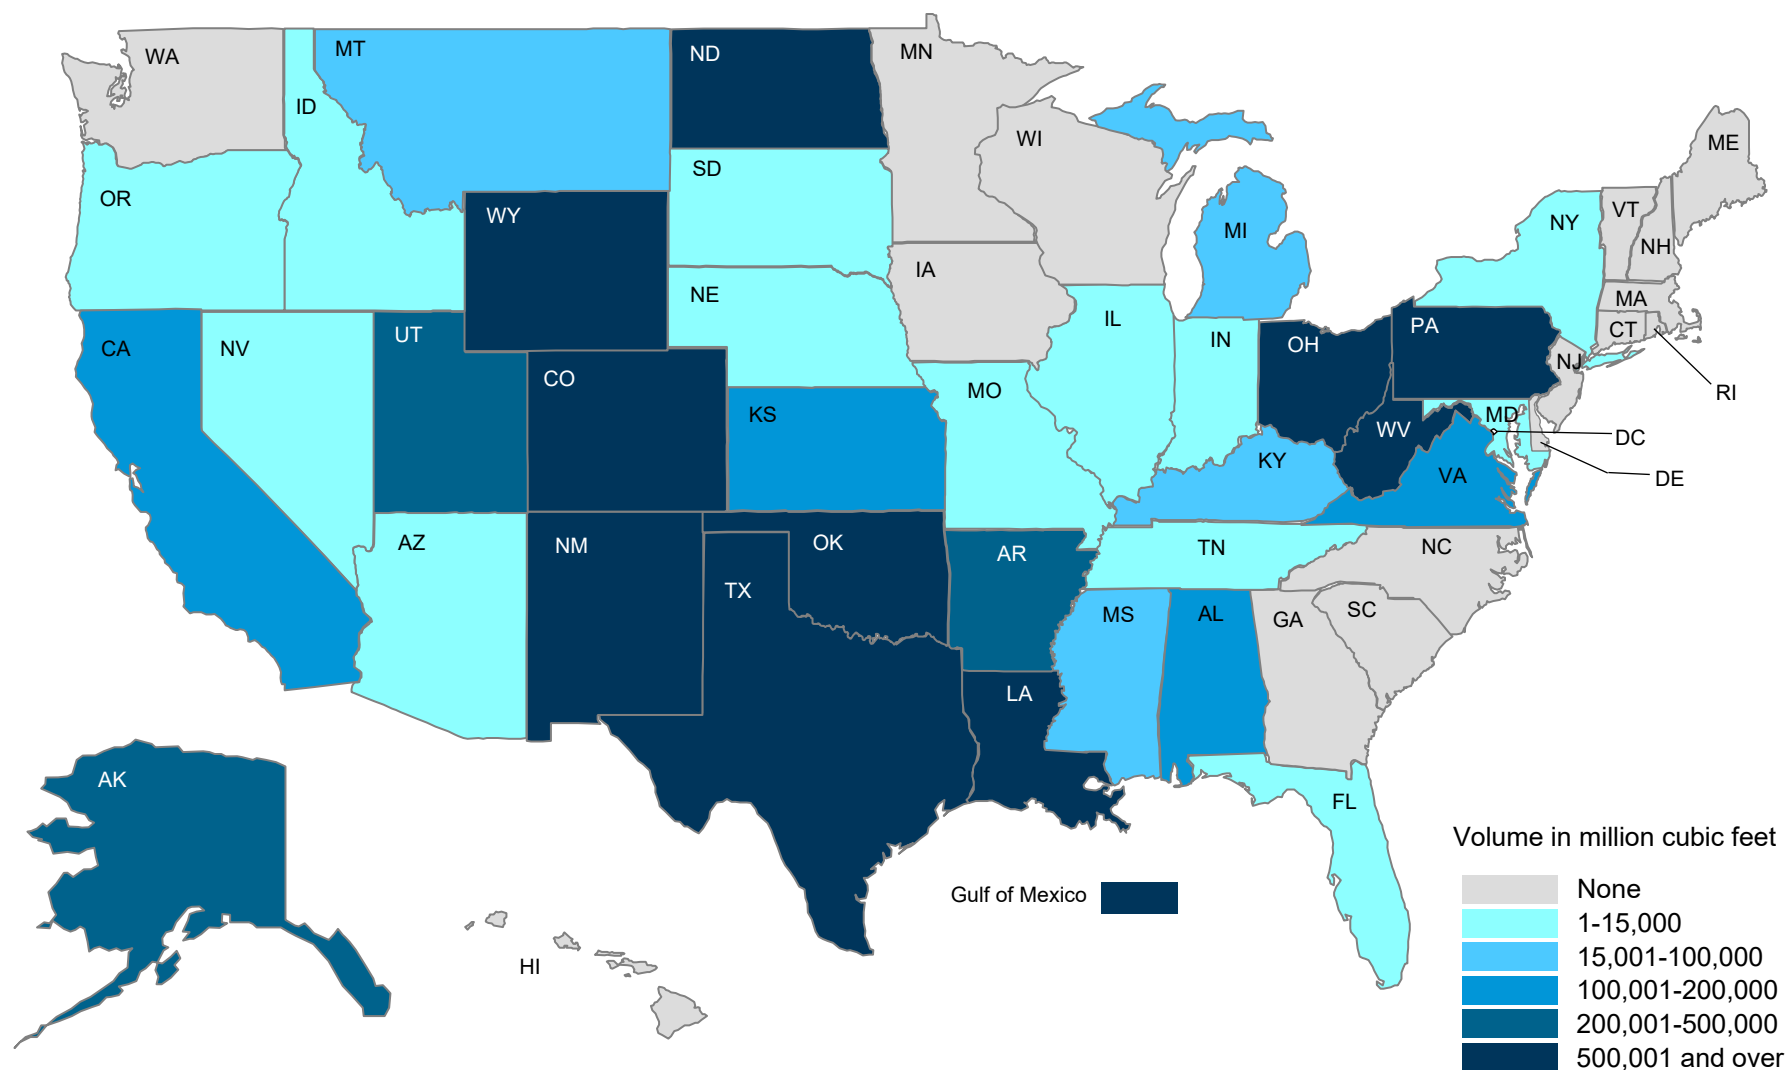 WA
MT
ND
MN
ID
WI
ME
SD
OR
WY
VT
NY
MI
NH
IA
NE
MA
IL
CT
PA
UT
IN
OH
CA
NV
NJ
CO
MO
RI
KS
MD
WV
DC
KY
VA
DE
AZ
NM
OK
AR
TN
NC
TX
MS
AL
GA
SC
LA
AK
FL
Volume in million cubic feet
Gulf of Mexico
None
1-15,000
15,001-100,000
HI
100,001-200,000
200,001-500,000
500,001 and over